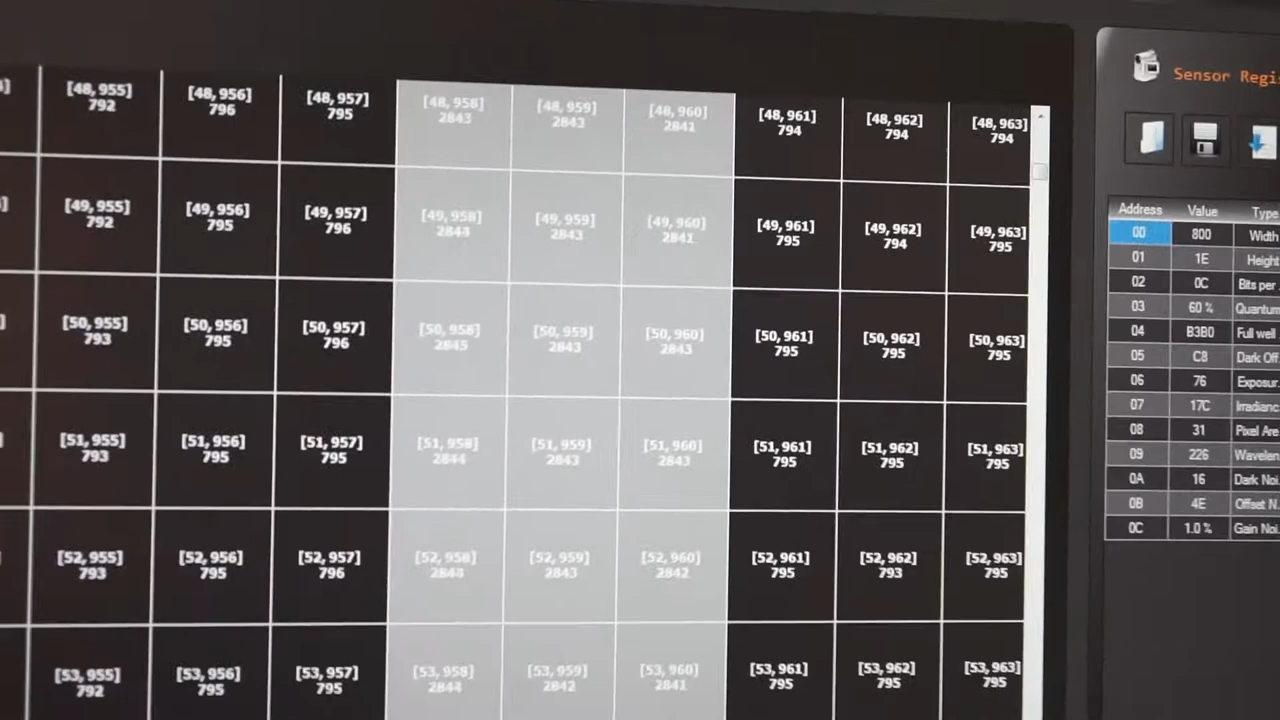 [48, 955] [48, 956] [48, 957] [48, 958] [48, 959] [48, 960] [48, 961] [48, 962] [48, 963]
792 796 795 2843 2843 2841 794 794 794
[49, 955] [49, 956] [49, 957] [49, 958] [49, 959] [49, 960] [49, 961] [49, 962] [49, 963]
792 795 796 2844 2843 2841 795 794 795
[50, 955] [50, 956] [50, 957] [50, 958] [50, 959] [50, 960] [50, 961] [50, 962] [50, 963]
793 795 796 2845 2843 2843 795 795 795
[51, 955] [51, 956] [51, 957] [51, 958] [51, 959] [51, 960] [51, 961] [51, 962] [51, 963]
793 795 795 2844 2843 2843 795 795 795
[52, 955] [52, 956] [52, 957] [52, 958] [52, 959] [52, 960] [52, 961] [52, 962] [52, 963]
793 795 796 2844 2843 2842 795 793 795
[53, 955] [53, 956] [53, 957] [53, 958] [53, 959] [53, 960] [53, 961] [53, 962] [53, 963]
792 795 795 2844 2842 2841 795 795 795
Sensor Regi
Address Value Type
00 800 Width
01 1E Height
02 0C Bits per
03 60 % Quantum
04 B3B0 Full well
05 C8 Dark Off
06 76 Exposur
07 17C Irradianc
08 31 Pixel Are
09 226 Wavelen
0A 16 Dark Noi
0B 4E Offset N
0C 1.0 % Gain Noi